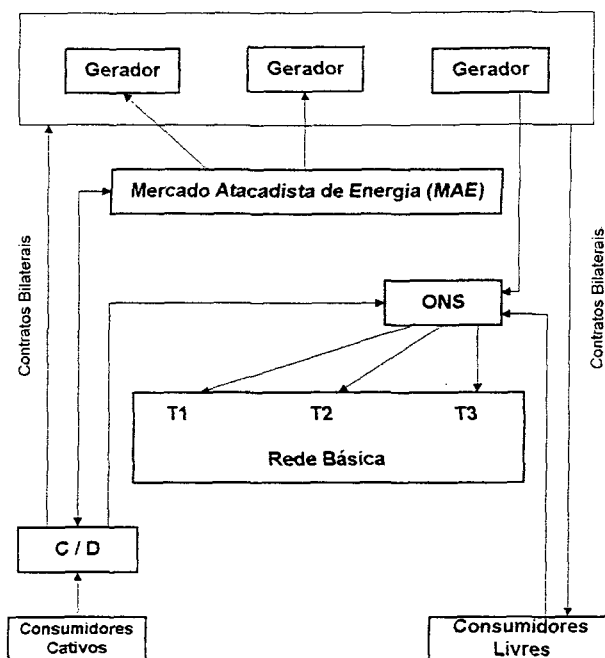 Gerador
Gerador
Gerador
Mercado Atacadista de Energia (MAE)
Contratos Bilaterais
Contratos Bilaterais
ONS
T1
T2
T3
Rede Básica
C / D
Consumidores
Cativos
Consumidores
Livres